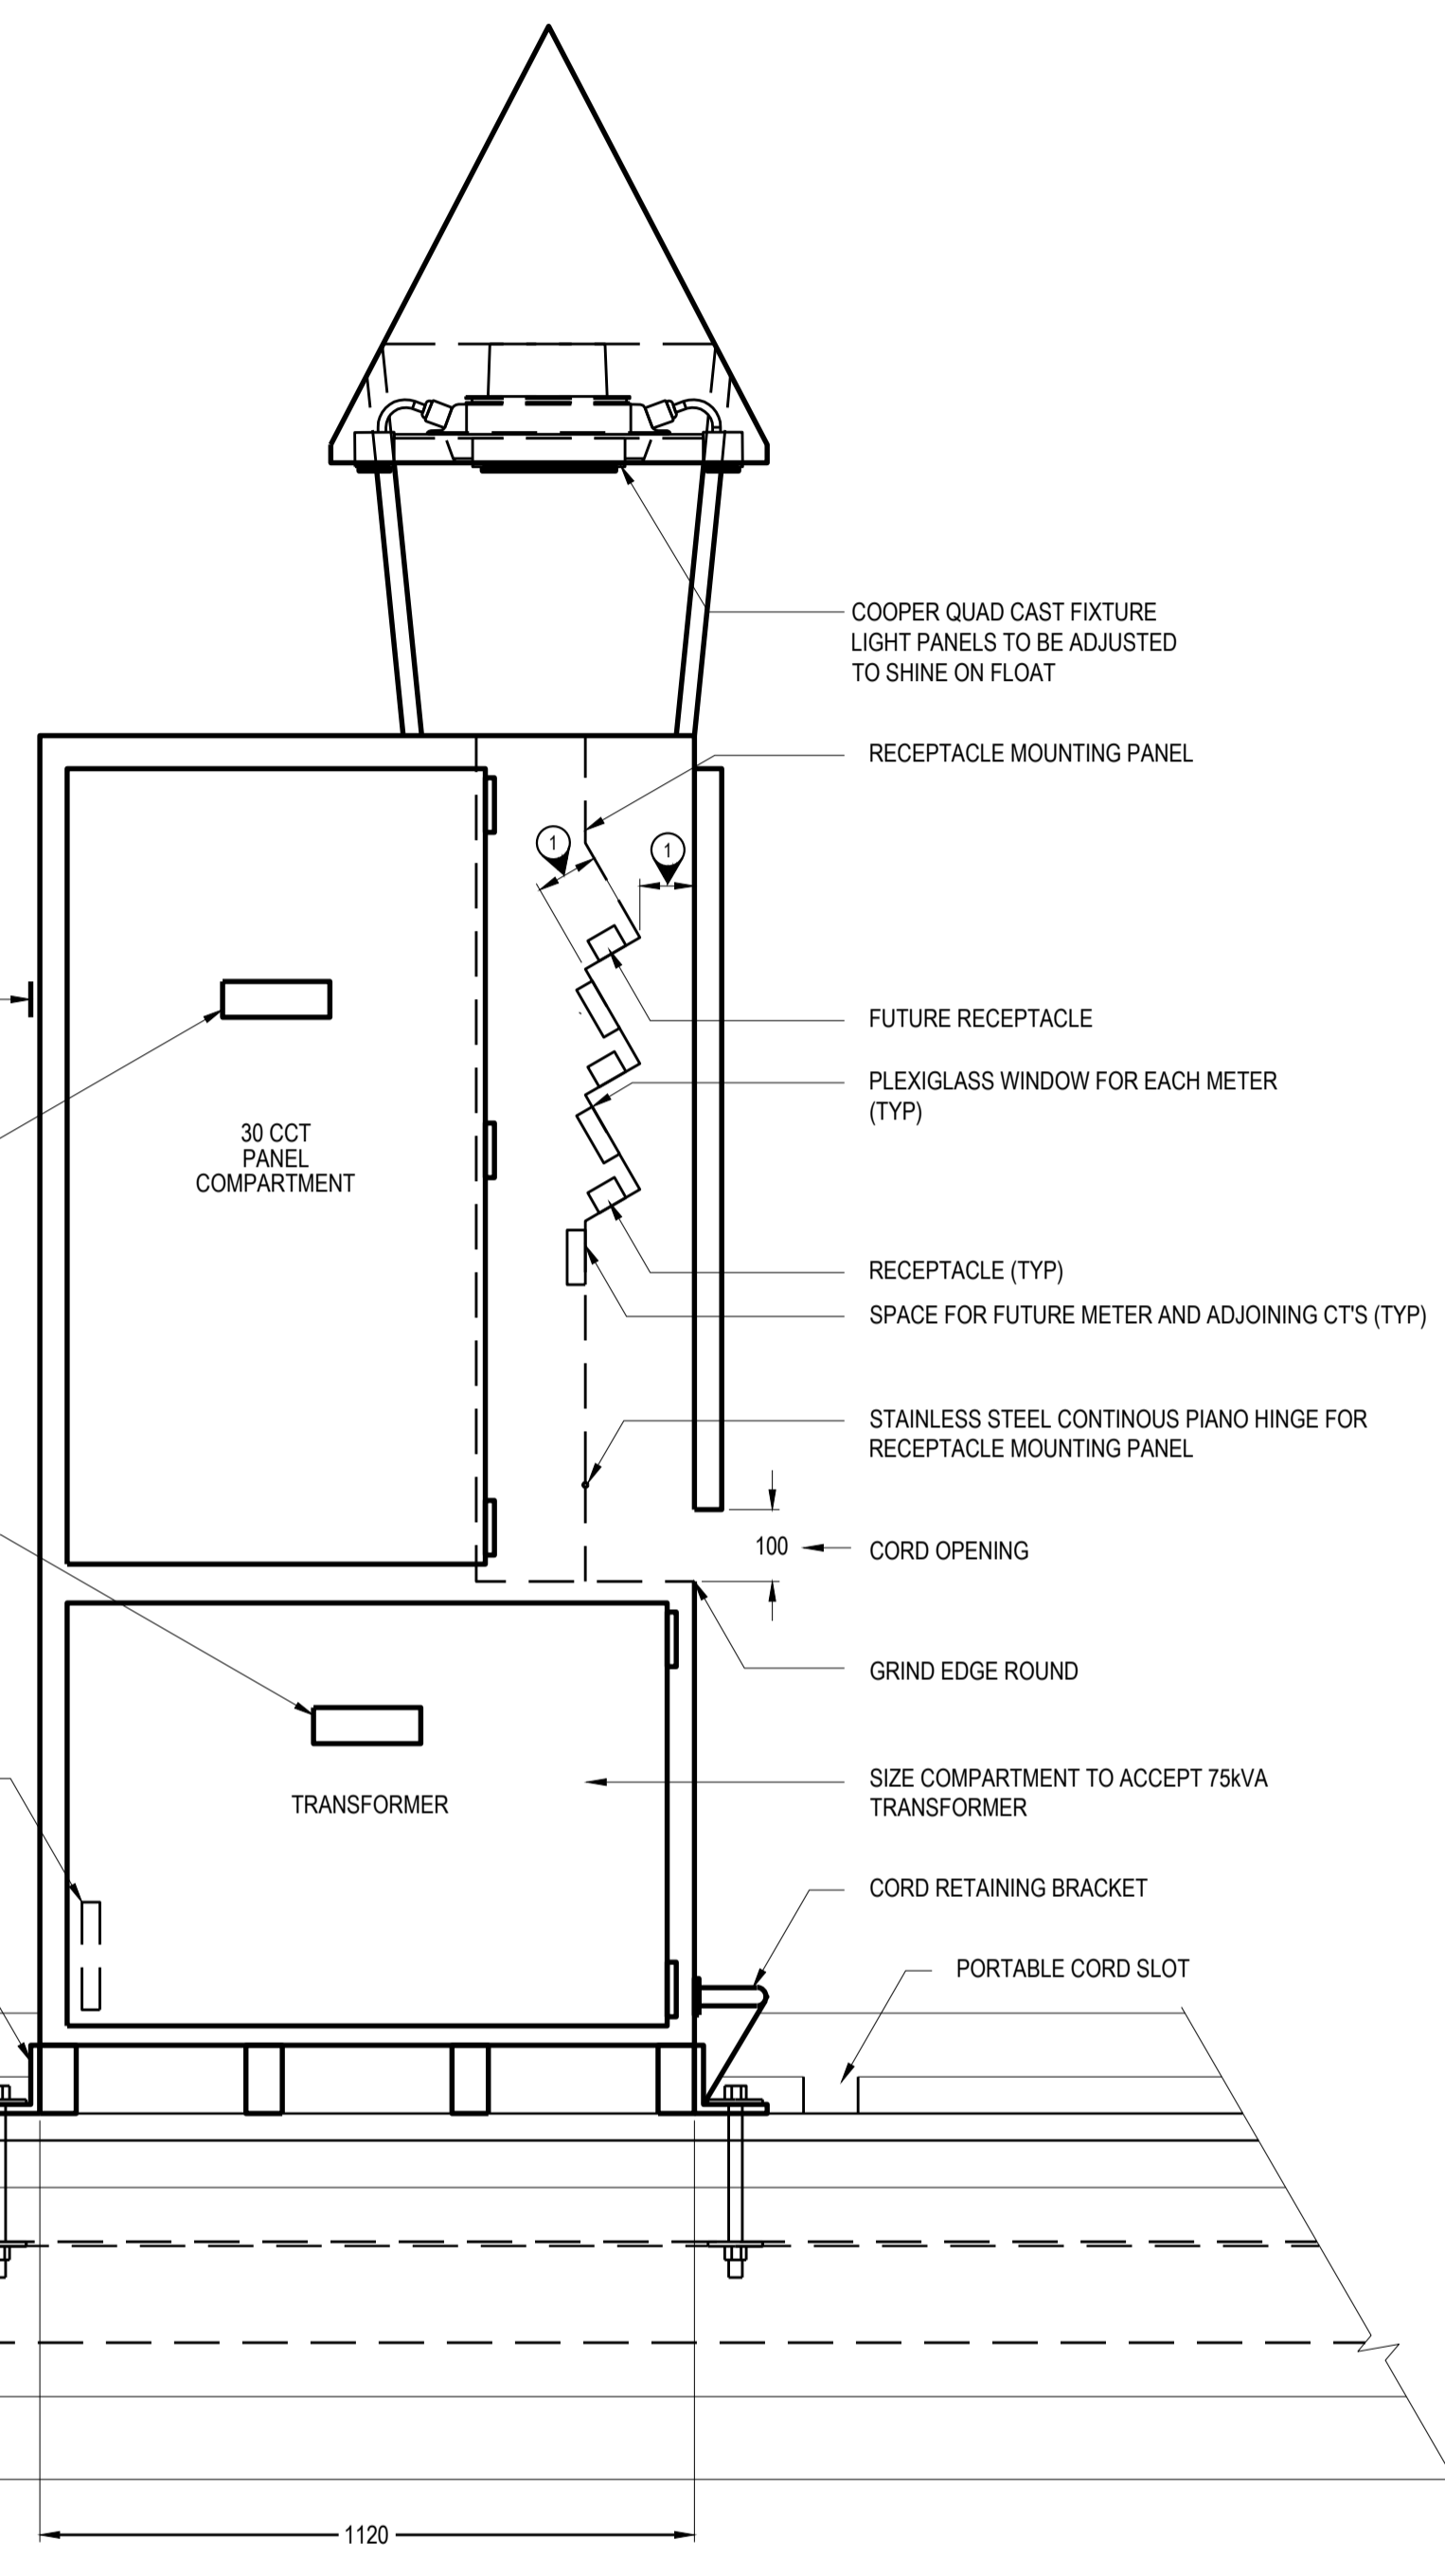 COOPER QUAD CAST FIXTURE
LIGHT PANELS TO BE ADJUSTED
TO SHINE ON FLOAT
RECEPTACLE MOUNTING PANEL
1
1
FUTURE RECEPTACLE
PLEXIGLASS WINDOW FOR EACH METER
(TYP)
30 CCT
PANEL
COMPARTMENT
RECEPTACLE (TYP)
SPACE FOR FUTURE METER AND ADJOINING CT'S (TYP)
STAINLESS STEEL CONTINOUS PIANO HINGE FOR
RECEPTACLE MOUNTING PANEL
100
CORD OPENING
GRIND EDGE ROUND
SIZE COMPARTMENT TO ACCEPT 75kVA
TRANSFORMER
TRANSFORMER
CORD RETAINING BRACKET
PORTABLE CORD SLOT
1120